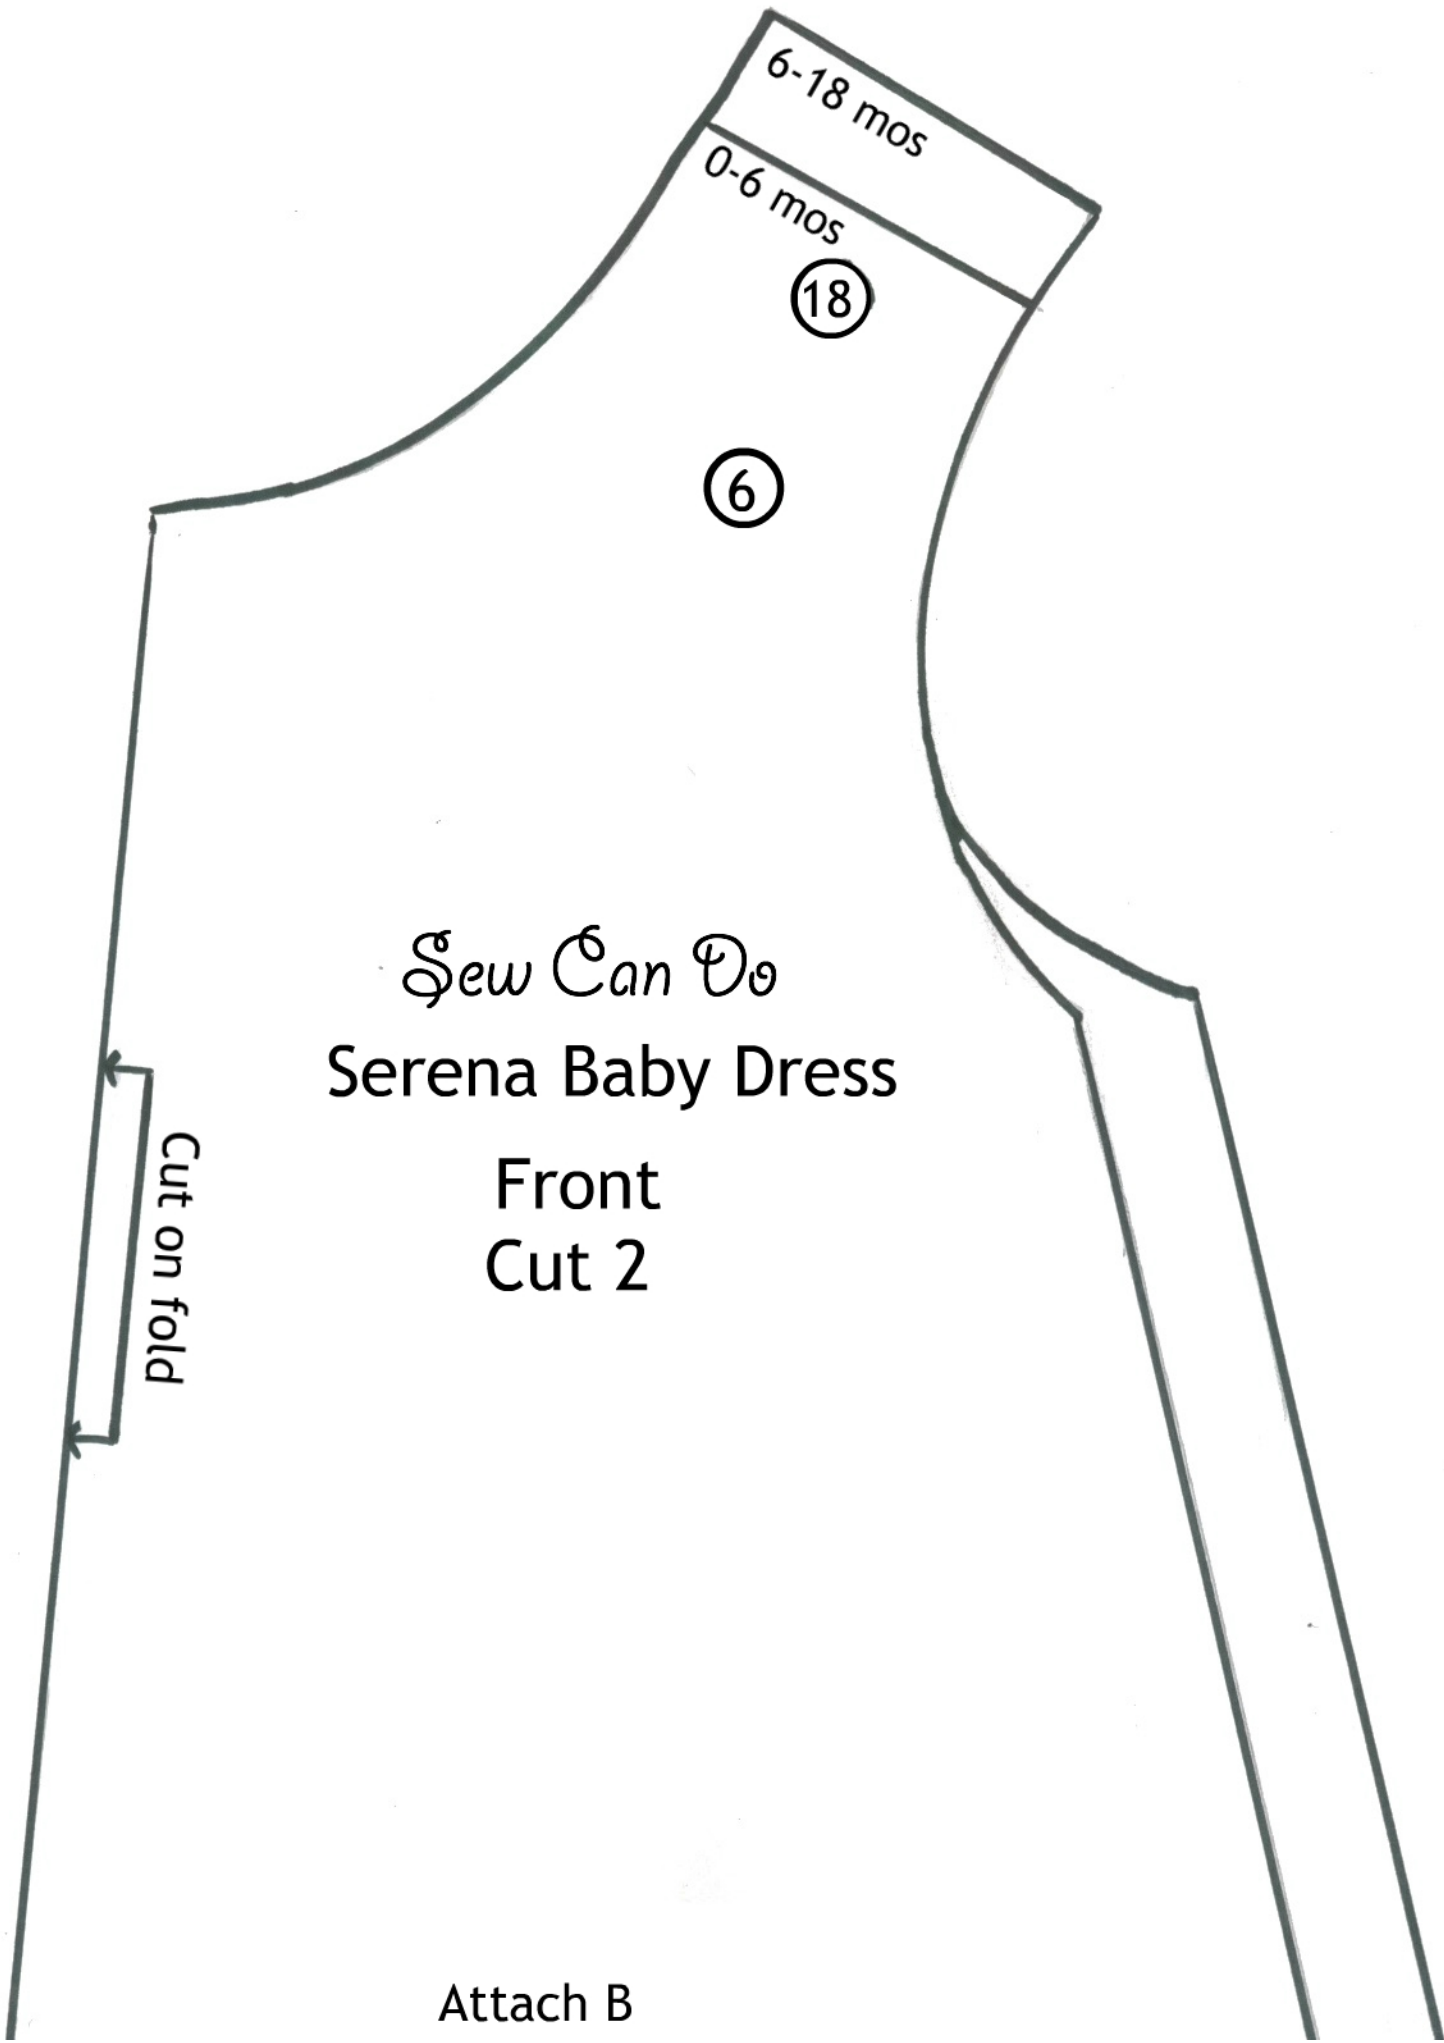 6-18 mos
0-6 mos
18
6
Sew Can Do
Serena Baby Dress
Front
Cut 2
Cut on fold
Attach B